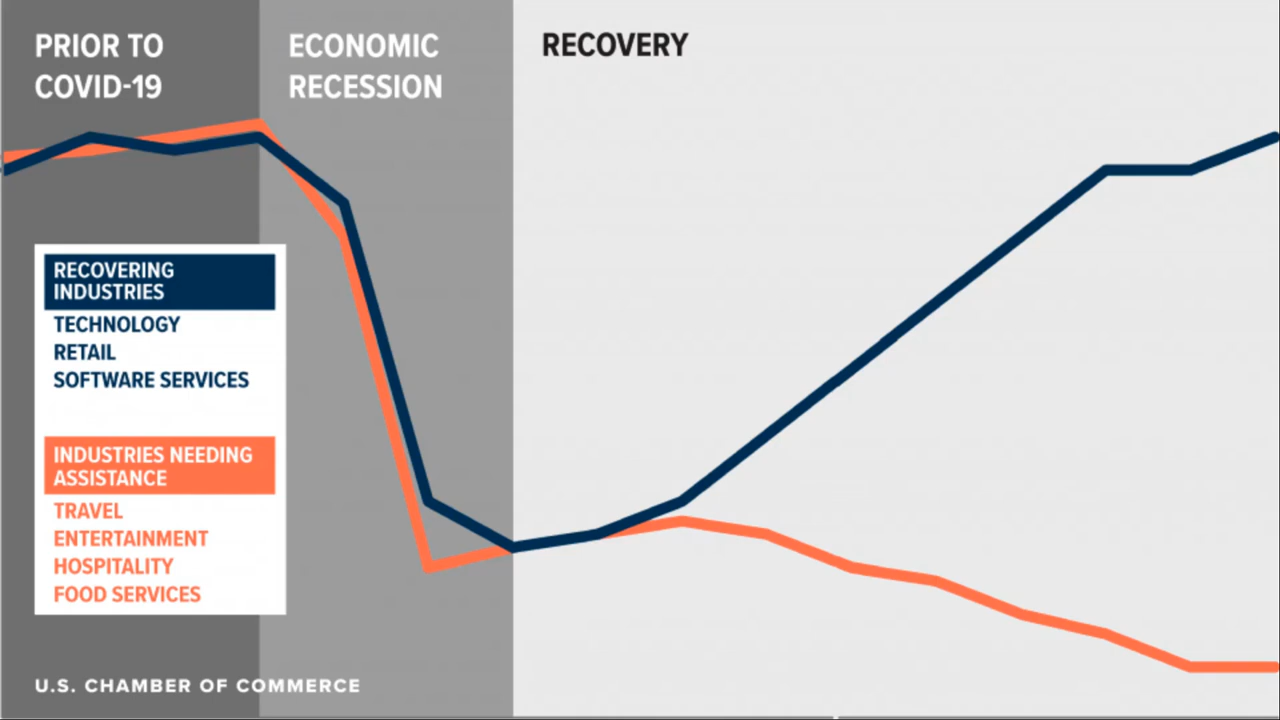 PRIOR TO
COVID-19
ECONOMIC
RECESSION
RECOVERY
RECOVERING
INDUSTRIES
TECHNOLOGY
RETAIL
SOFTWARE SERVICES
INDUSTRIES NEEDING
ASSISTANCE
TRAVEL
ENTERTAINMENT
HOSPITALITY
FOOD SERVICES
U.S. CHAMBER OF COMMERCE